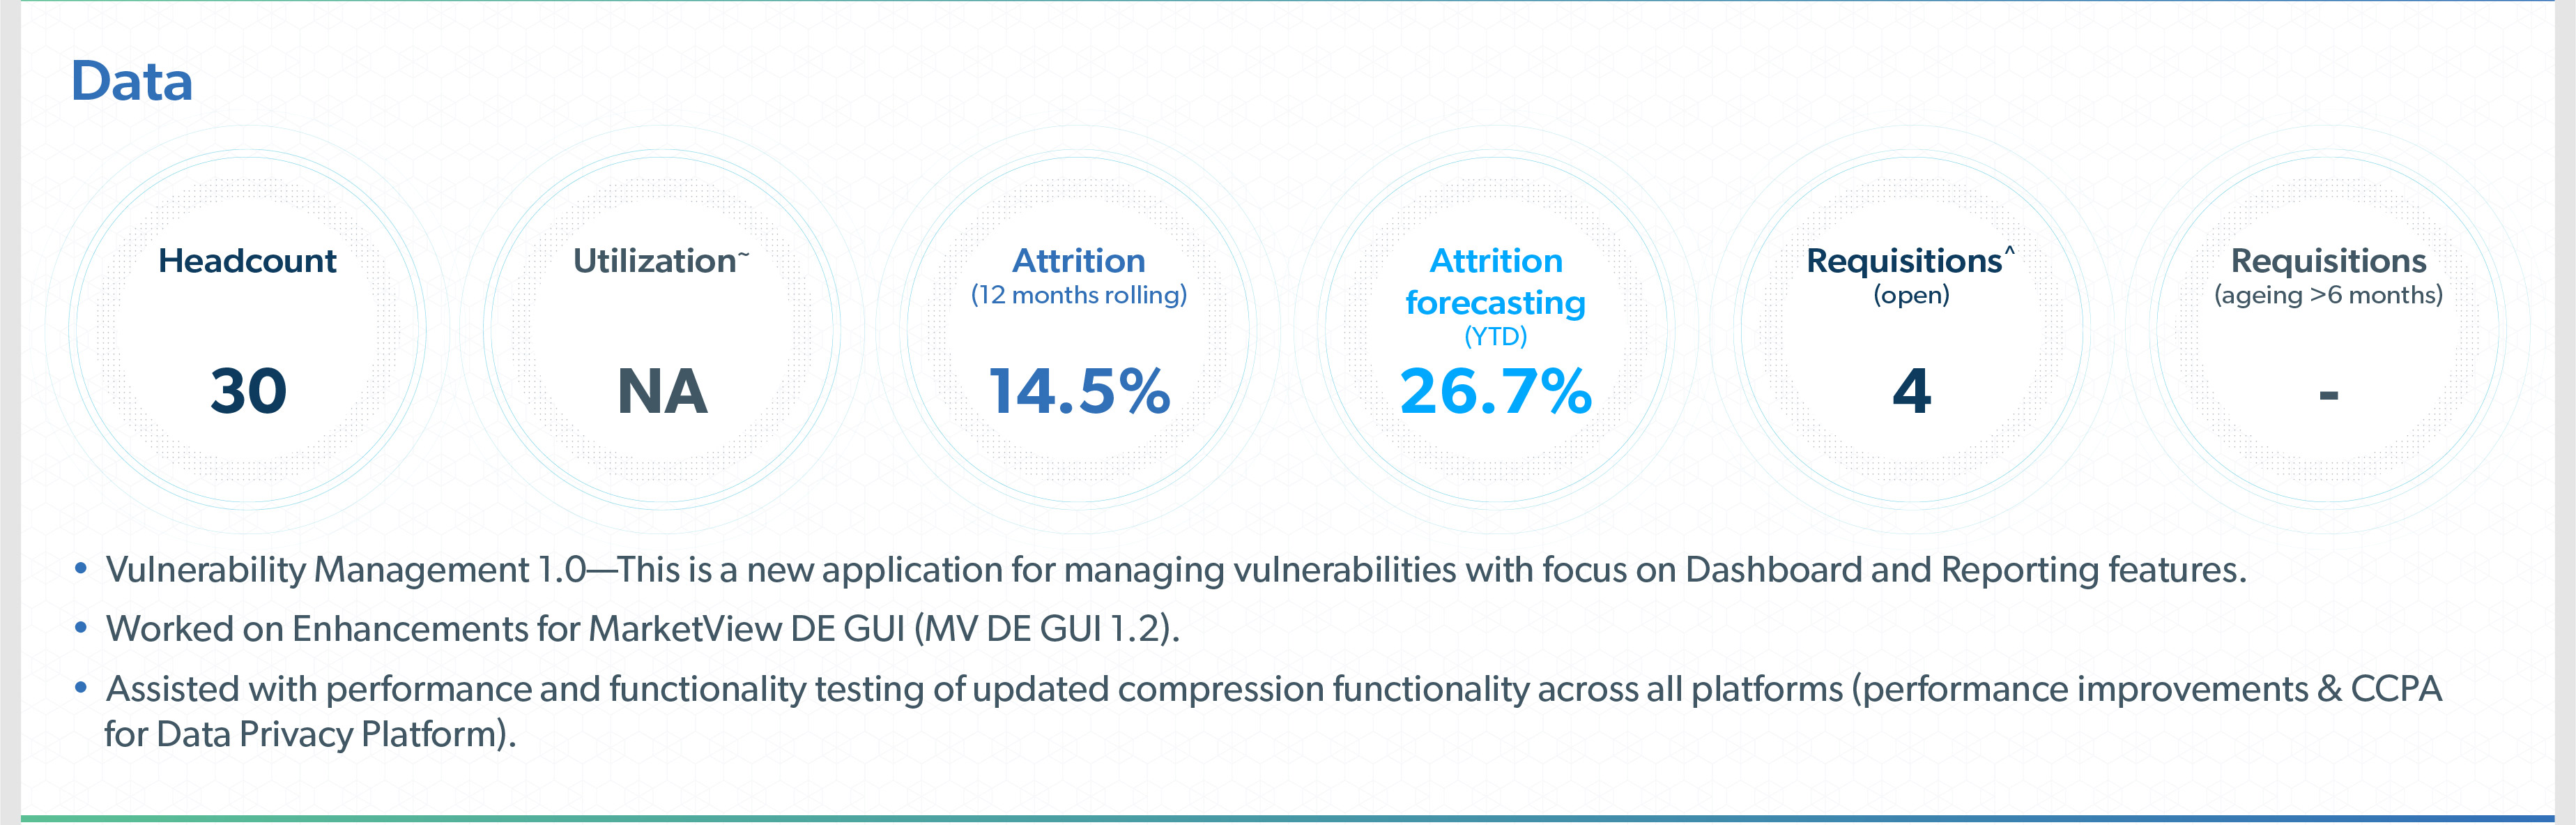 Data
Headcount
30
Utilization~
NA
Attrition
(12 months rolling)
14.5%
Attrition
forecasting
(YTD)
26.7%
Requisitions^
(open)
4
Requisitions
(ageing >6 months)
-
• Vulnerability Management 1.0—This is a new application for managing vulnerabilities with focus on Dashboard and Reporting features.
• Worked on Enhancements for MarketView DE GUI (MV DE GUI 1.2).
• Assisted with performance and functionality testing of updated compression functionality across all platforms (performance improvements & CCPA
for Data Privacy Platform).